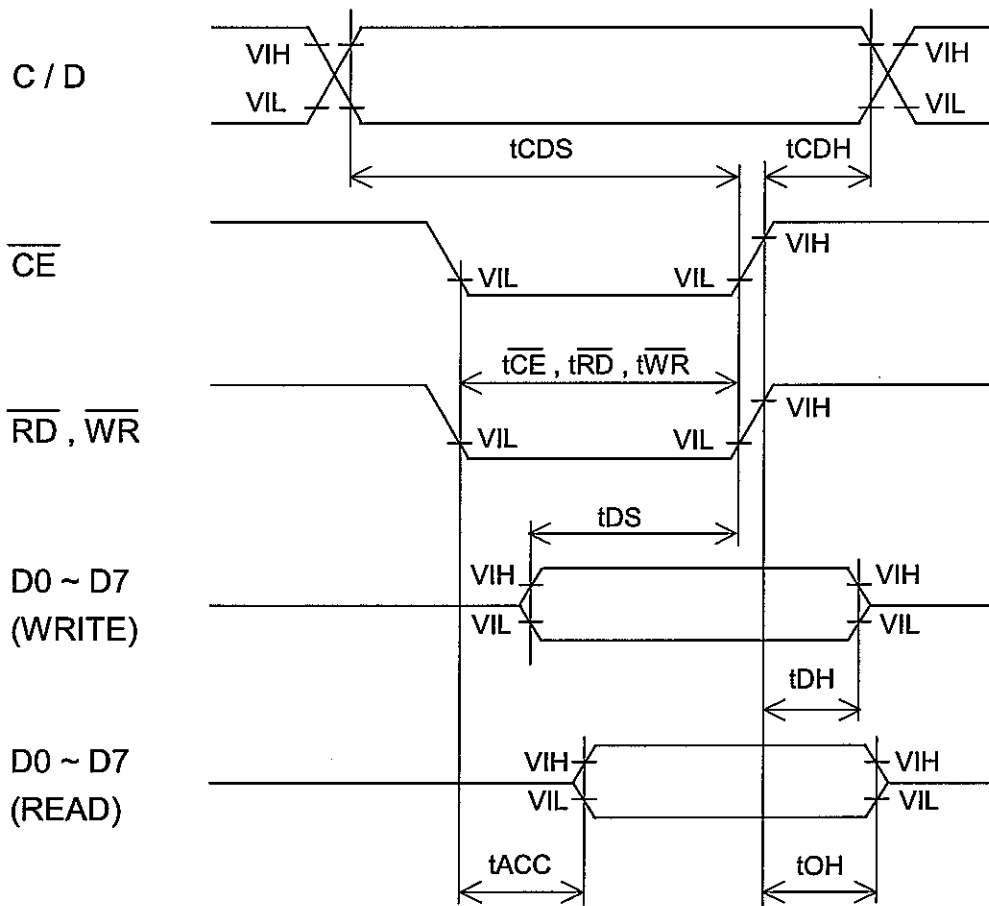 VIH
C / D
VIL
VIH
VIL
tCDS
tCDH
CE
VIH
VIL
VIL
tCE , tRD , tWR
RD , WR
VIH
VIL
VIL
tDS
D0 ~ D7
(WRITE)
VIH
VIL
VIH
VIL
tDH
D0 ~ D7
(READ)
VIH
VIL
VIH
VIL
tACC
tOH